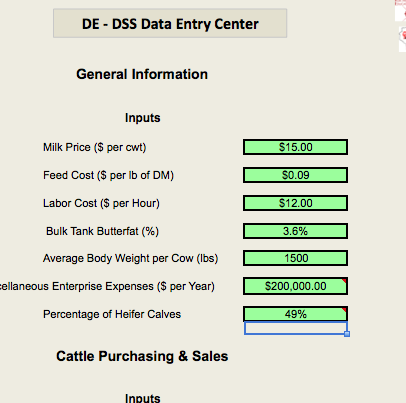 DE - DSS Data Entry Center
General Information
Inputs
Milk Price ($ per cwt) $15.00
Feed Cost ($ per lb of DM) $0.09
Labor Cost ($ per Hour) $12.00
Bulk Tank Butterfat (%) 3.6%
Average Body Weight per Cow (lbs) 1500
cellaneous Enterprise Expenses ($ per Year) $200,000.00
Percentage of Heifer Calves 49%
Cattle Purchasing & Sales
Inputs